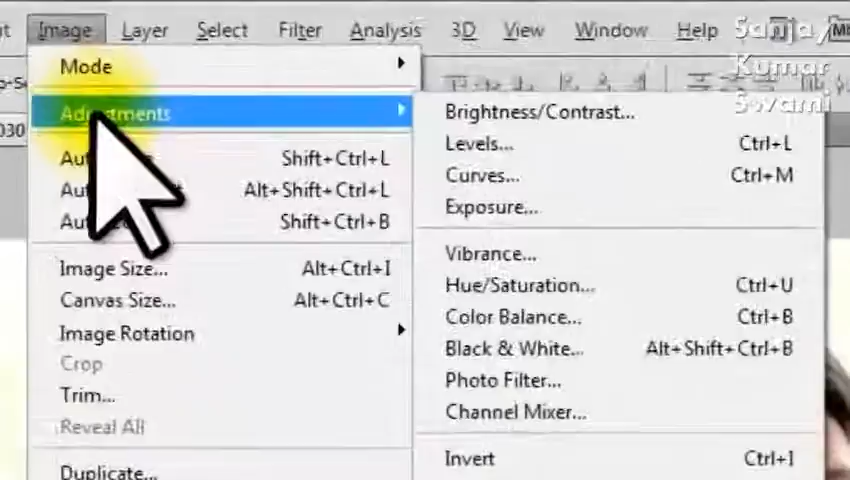 Image Layer Select Filter Analysis 3D View Window Help
Sanjay
Kumar
Swami
Mode
Adjustments
Shift+Ctrl+L
Alt+Shift+Ctrl+L
Shift+Ctrl+B
Image Size... Alt+Ctrl+I
Canvas Size... Alt+Ctrl+C
Image Rotation
Crop
Trim...
Reveal All
Duplicate...
Brightness/Contrast...
Levels... Ctrl+L
Curves... Ctrl+M
Exposure...
Vibrance...
Hue/Saturation... Ctrl+U
Color Balance... Ctrl+B
Black & White... Alt+Shift+Ctrl+B
Photo Filter...
Channel Mixer...
Invert Ctrl+I